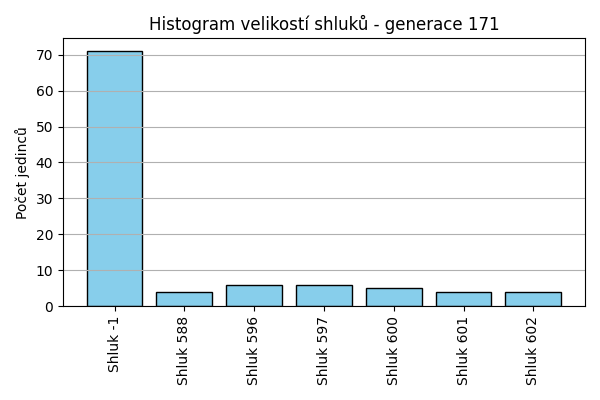 Histogram velikostí shluků - generace 171
Počet jedinců
70
60
50
40
30
20
10
0
Shluk -1
Shluk 588
Shluk 596
Shluk 597
Shluk 600
Shluk 601
Shluk 602